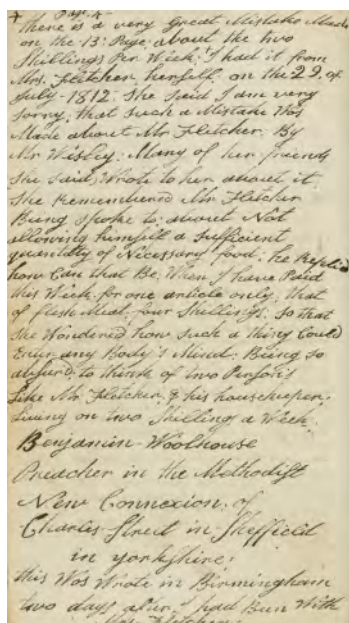 there is a very Great Mistake Made
on the 13: Page: about the two
Shillings Per Week. I had it from
Mrs. Fletcher, herself, on the 29. of
July - 1812: She Said I am very
Sorry, that such a Mistake Was
Made about Mr Fletcher. By
Mr Wisley: Many of her friends
She Said, Wrote to her about it
She Remembered Mr Fletcher
Being Spoke to: about Not
allowing himself a Sufficient
quantity of Nicessary food: he Replied
how Can that Be: When I have Paid
this Week: for one article only, that
of flesh Meat, four Shillings: So that
She Wondered how Such a thing Could
Enter any Body's Mind: Being So
absurd to think of two Persons
Like Mr Fletcher, & his housekeeper.
Living on two Shillings a Week:
Benjamin - Woolhouse
Preacher in the Methodist
New Connexion: of
Charles - Street in - Sheffield
in yorkshire:
this Was Wrote in Birmingham
two days after I had Been With
Mrs Fletcher